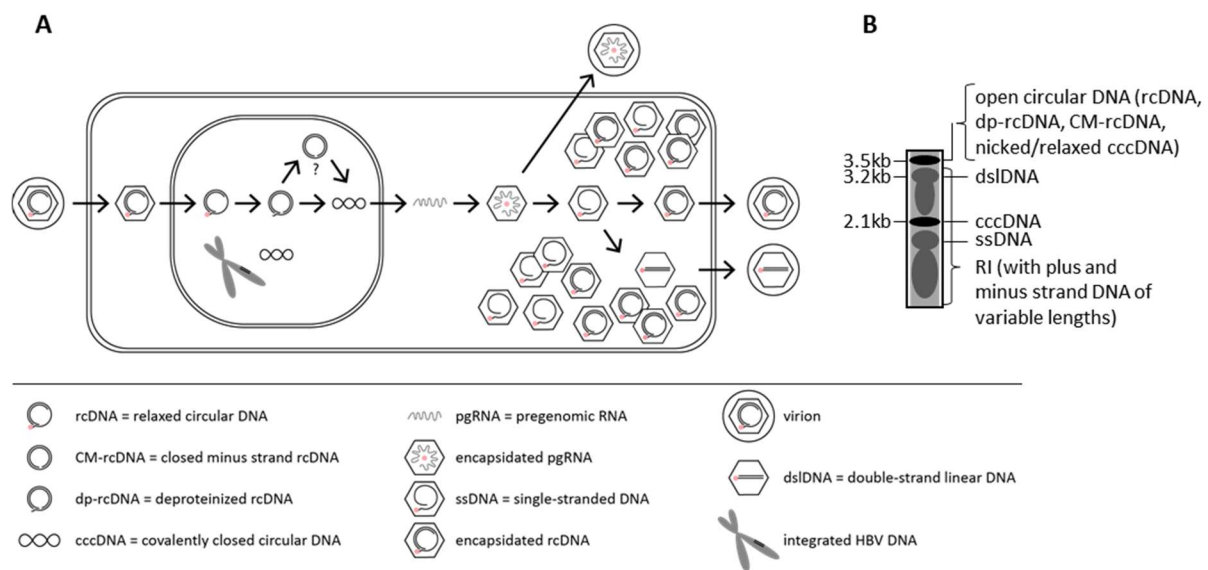 A
B
?
open circular DNA (rcDNA,
dp-rcDNA, CM-rcDNA,
nicked/relaxed cccDNA)
3.5kb
3.2kb
dslDNA
2.1kb
cccDNA
ssDNA
RI (with plus and
minus strand DNA of
variable lengths)
rcDNA = relaxed circular DNA
CM-rcDNA = closed minus strand rcDNA
dp-rcDNA = deproteinized rcDNA
cccDNA = covalently closed circular DNA
pgRNA = pregenomic RNA
encapsidated pgRNA
ssDNA = single-stranded DNA
encapsidated rcDNA
virion
dslDNA = double-strand linear DNA
integrated HBV DNA